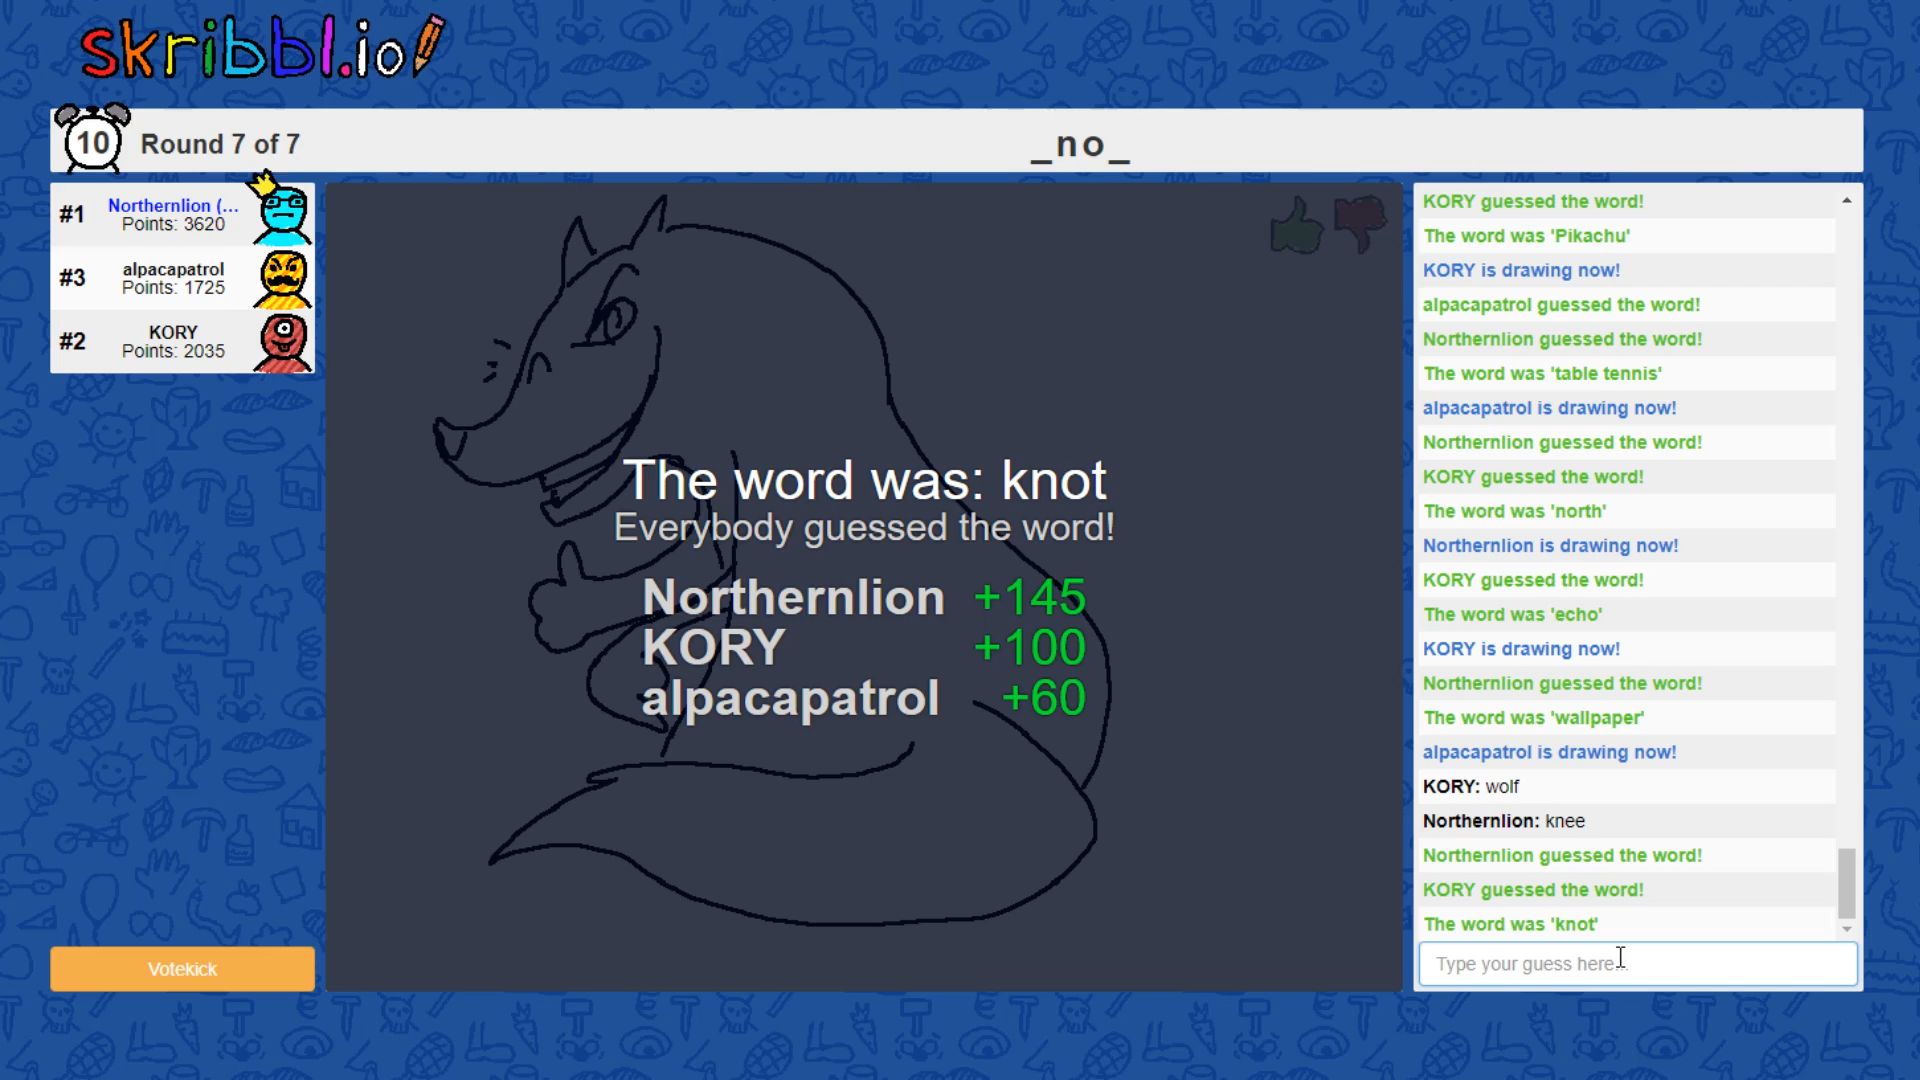 skribbl.io
10
Round 7 of 7
_no_
#1
Northernlion (...
Points: 3620
#3
alpacapatrol
Points: 1725
#2
KORY
Points: 2035
Votekick
The word was: knot
Everybody guessed the word!
Northernlion +145
KORY +100
alpacapatrol +60
KORY guessed the word!
The word was 'Pikachu'
KORY is drawing now!
alpacapatrol guessed the word!
Northernlion guessed the word!
The word was 'table tennis'
alpacapatrol is drawing now!
Northernlion guessed the word!
KORY guessed the word!
The word was 'north'
Northernlion is drawing now!
KORY guessed the word!
The word was 'echo'
KORY is drawing now!
Northernlion guessed the word!
The word was 'wallpaper'
alpacapatrol is drawing now!
KORY: wolf
Northernlion: knee
Northernlion guessed the word!
KORY guessed the word!
The word was 'knot'
Type your guess here...